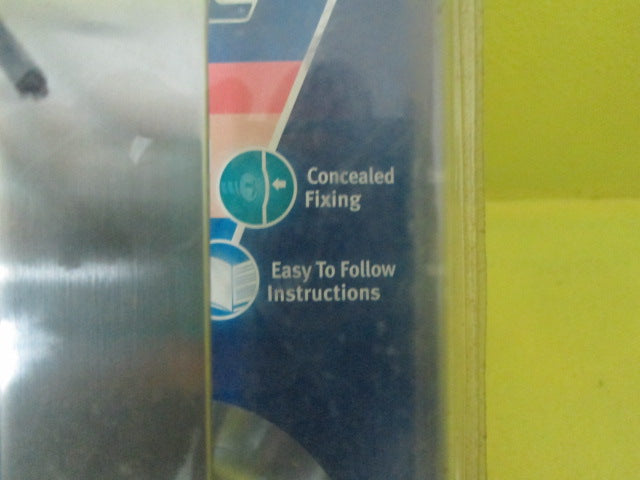 Concealed
Fixing
Easy To Follow
Instructions